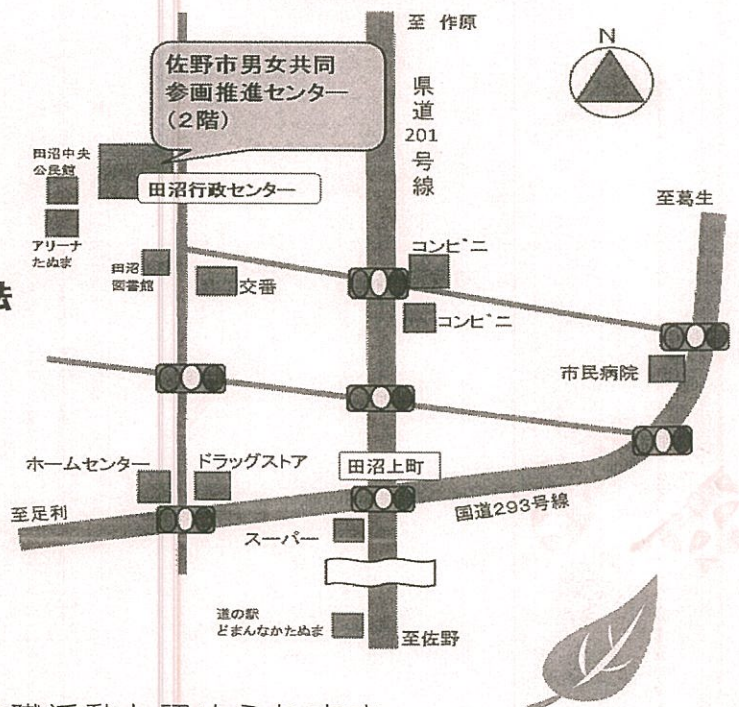 至 作原
N
佐野市男女共同
参画推進センター
(2階)
県道
201
号線
田沼中央
公民館
田沼行政センター
至葛生
アリーナ
たぬま
コンビニ
田沼
図書館
交番
法
コンビニ
市民病院
ホームセンター
ドラッグストア
田沼上町
至足利
国道293号線
スーパー
道の駅
どまんなかたぬま
至佐野